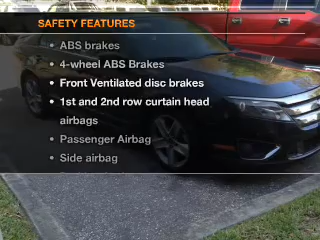 SAFETY FEATURES
• ABS brakes
• 4-wheel ABS Brakes
• Front Ventilated disc brakes
• 1st and 2nd row curtain head
airbags
• Passenger Airbag
• Side airbag